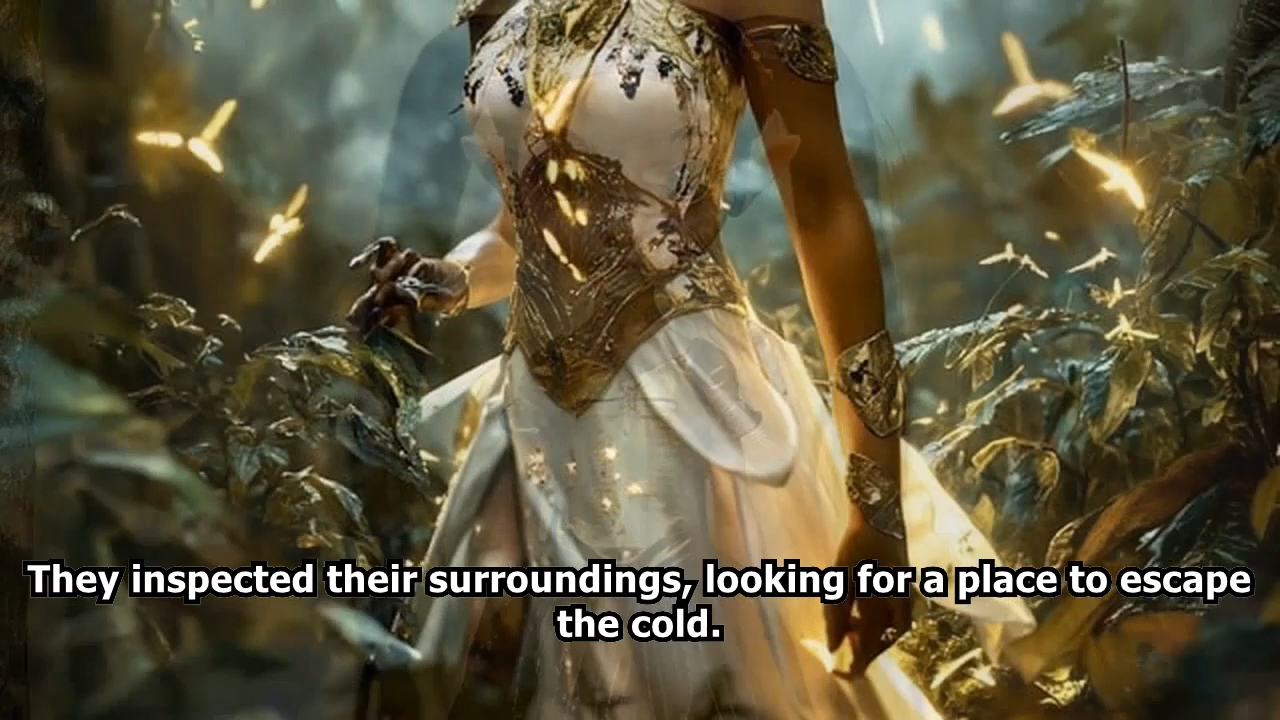 They inspected their surroundings, looking for a place to escape
the cold.